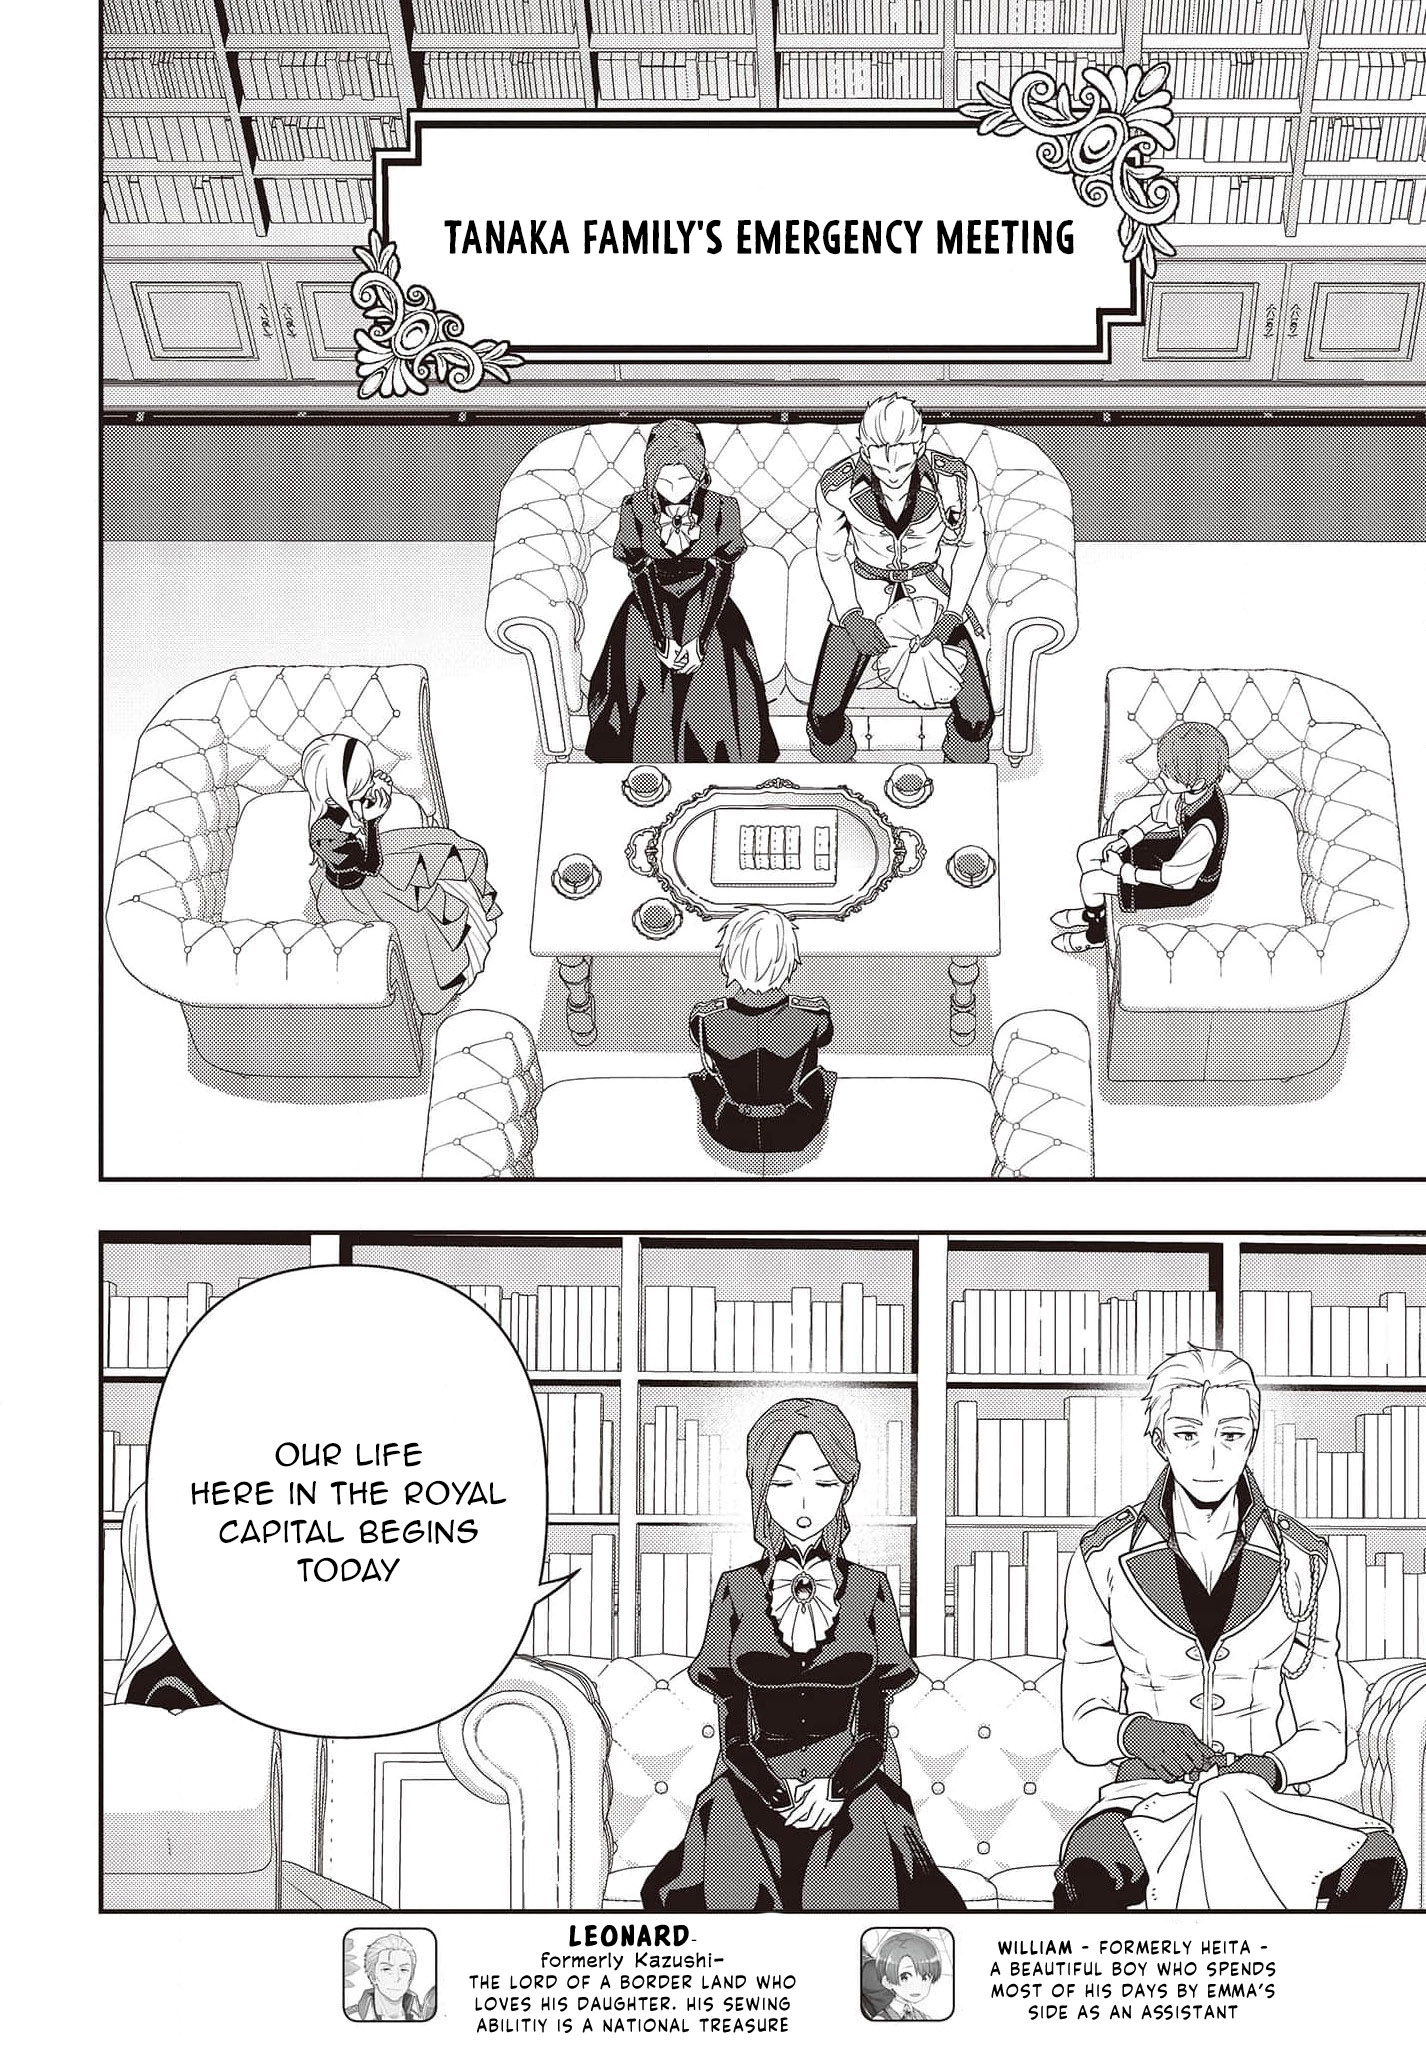 TANAKA FAMILY'S EMERGENCY MEETING
OUR LIFE
HERE IN THE ROYAL
CAPITAL BEGINS
TODAY
LEONARD-
formerly Kazushi-
THE LORD OF A BORDER LAND WHO
LOVES HIS DAUGHTER. HIS SEWING
ABILITIY IS A NATIONAL TREASURE
WILLIAM - FORMERLY HEITA -
A BEAUTIFUL BOY WHO SPENDS
MOST OF HIS DAYS BY EMMA'S
SIDE AS AN ASSISTANT